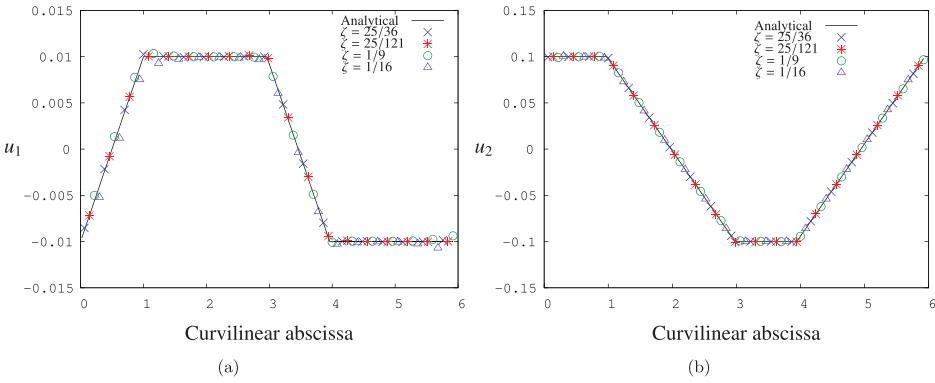 0.015
0.01
0.005
0
−0.005
−0.01
−0.015
u1
Analytical
ζ = 25/36
ζ = 25/121
ζ = 1/9
ζ = 1/16
0 1 2 3 4 5 6
Curvilinear abscissa
(a)
0.15
0.1
0.05
0
−0.05
−0.1
−0.15
u2
Analytical
ζ = 25/36
ζ = 25/121
ζ = 1/9
ζ = 1/16
0 1 2 3 4 5 6
Curvilinear abscissa
(b)